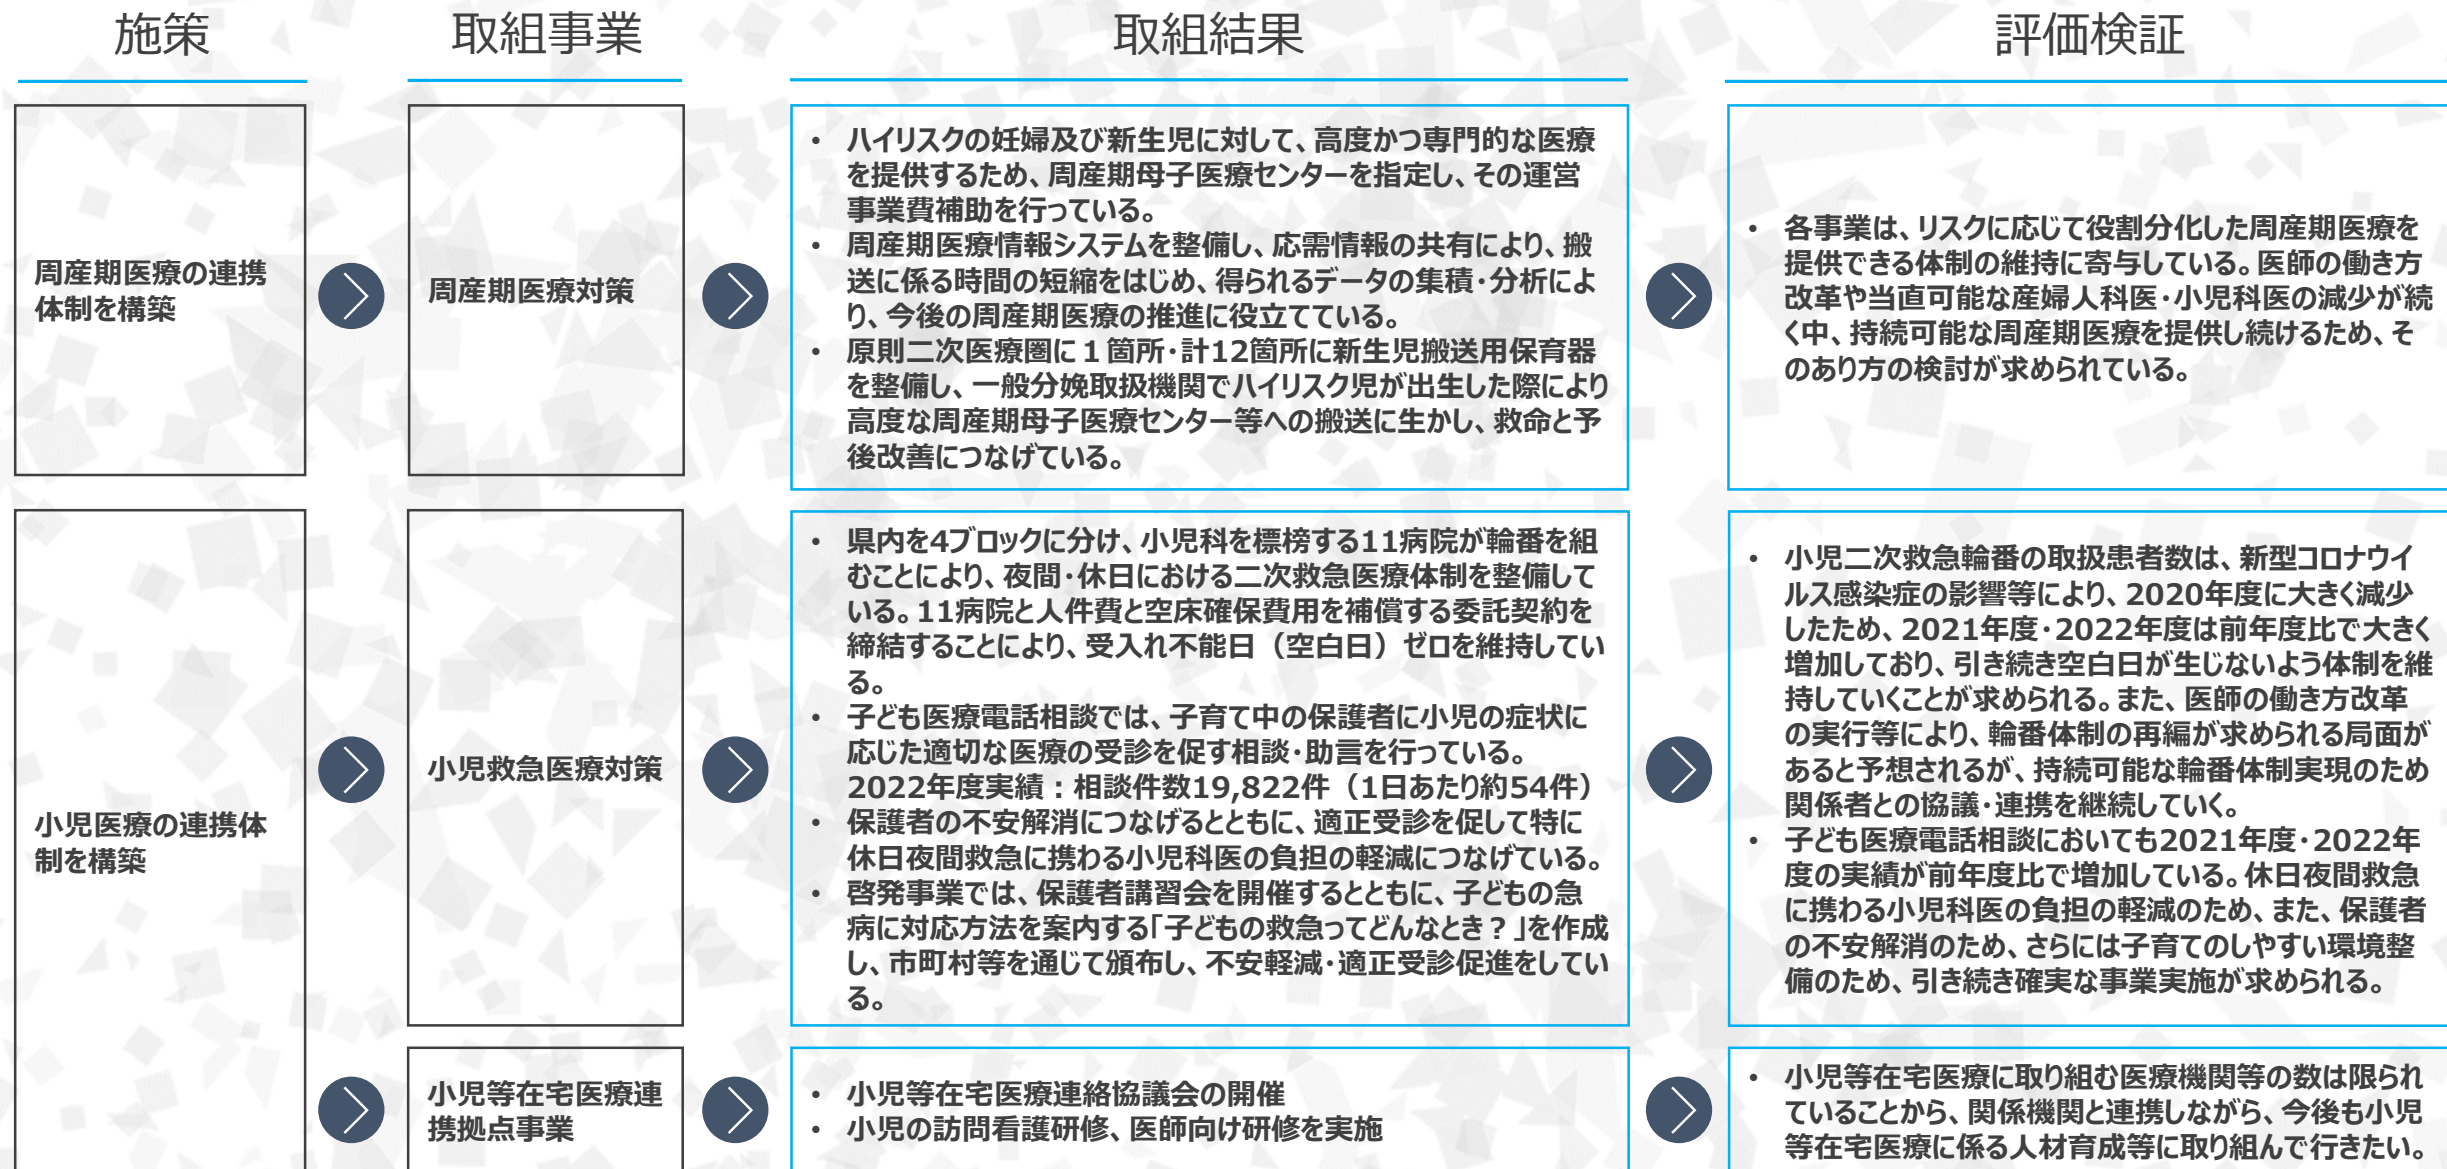 施策
取組事業
取組結果
評価検証
周産期医療の連携
体制を構築
周産期医療対策
• ハイリスクの妊婦及び新生児に対して、高度かつ専門的な医療
を提供するため、周産期母子医療センターを指定し、その運営
事業費補助を行っている。
• 周産期医療情報システムを整備し、応需情報の共有により、搬
送に係る時間の短縮をはじめ、得られるデータの集積・分析によ
り、今後の周産期医療の推進に役立てている。
• 原則二次医療圏に１箇所・計12箇所に新生児搬送用保育器
を整備し、一般分娩取扱機関でハイリスク児が出生した際により
高度な周産期母子医療センター等への搬送に生かし、救命と予
後改善につなげている。
• 各事業は、リスクに応じて役割分化した周産期医療を
提供できる体制の維持に寄与している。医師の働き方
改革や当直可能な産婦人科医・小児科医の減少が続
く中、持続可能な周産期医療を提供し続けるため、そ
のあり方の検討が求められている。
小児医療の連携体
制を構築
小児救急医療対策
• 県内を4ブロックに分け、小児科を標榜する11病院が輪番を組
むことにより、夜間・休日における二次救急医療体制を整備して
いる。11病院と人件費と空床確保費用を補償する委託契約を
締結することにより、受入れ不能日（空白日）ゼロを維持してい
る。
• 子ども医療電話相談では、子育て中の保護者に小児の症状に
応じた適切な医療の受診を促す相談・助言を行っている。
2022年度実績：相談件数19,822件（1日あたり約54件）
• 保護者の不安解消につなげるとともに、適正受診を促して特に
休日夜間救急に携わる小児科医の負担の軽減につなげている。
• 啓発事業では、保護者講習会を開催するとともに、子どもの急
病に対応方法を案内する「子どもの救急ってどんなとき？」を作成
し、市町村等を通じて頒布し、不安軽減・適正受診促進をしてい
る。
• 小児二次救急輪番の取扱患者数は、新型コロナウイ
ルス感染症の影響等により、2020年度に大きく減少
したため、2021年度・2022年度は前年度比で大きく
増加しており、引き続き空白日が生じないよう体制を維
持していくことが求められる。また、医師の働き方改革
の実行等により、輪番体制の再編が求められる局面が
あると予想されるが、持続可能な輪番体制実現のため
関係者との協議・連携を継続していく。
• 子ども医療電話相談においても2021年度・2022年
度の実績が前年度比で増加している。休日夜間救急
に携わる小児科医の負担の軽減のため、また、保護者
の不安解消のため、さらには子育てのしやすい環境整
備のため、引き続き確実な事業実施が求められる。
小児等在宅医療連
携拠点事業
• 小児等在宅医療連絡協議会の開催
• 小児の訪問看護研修、医師向け研修を実施
• 小児等在宅医療に取り組む医療機関等の数は限られ
ていることから、関係機関と連携しながら、今後も小児
等在宅医療に係る人材育成等に取り組んで行きたい。